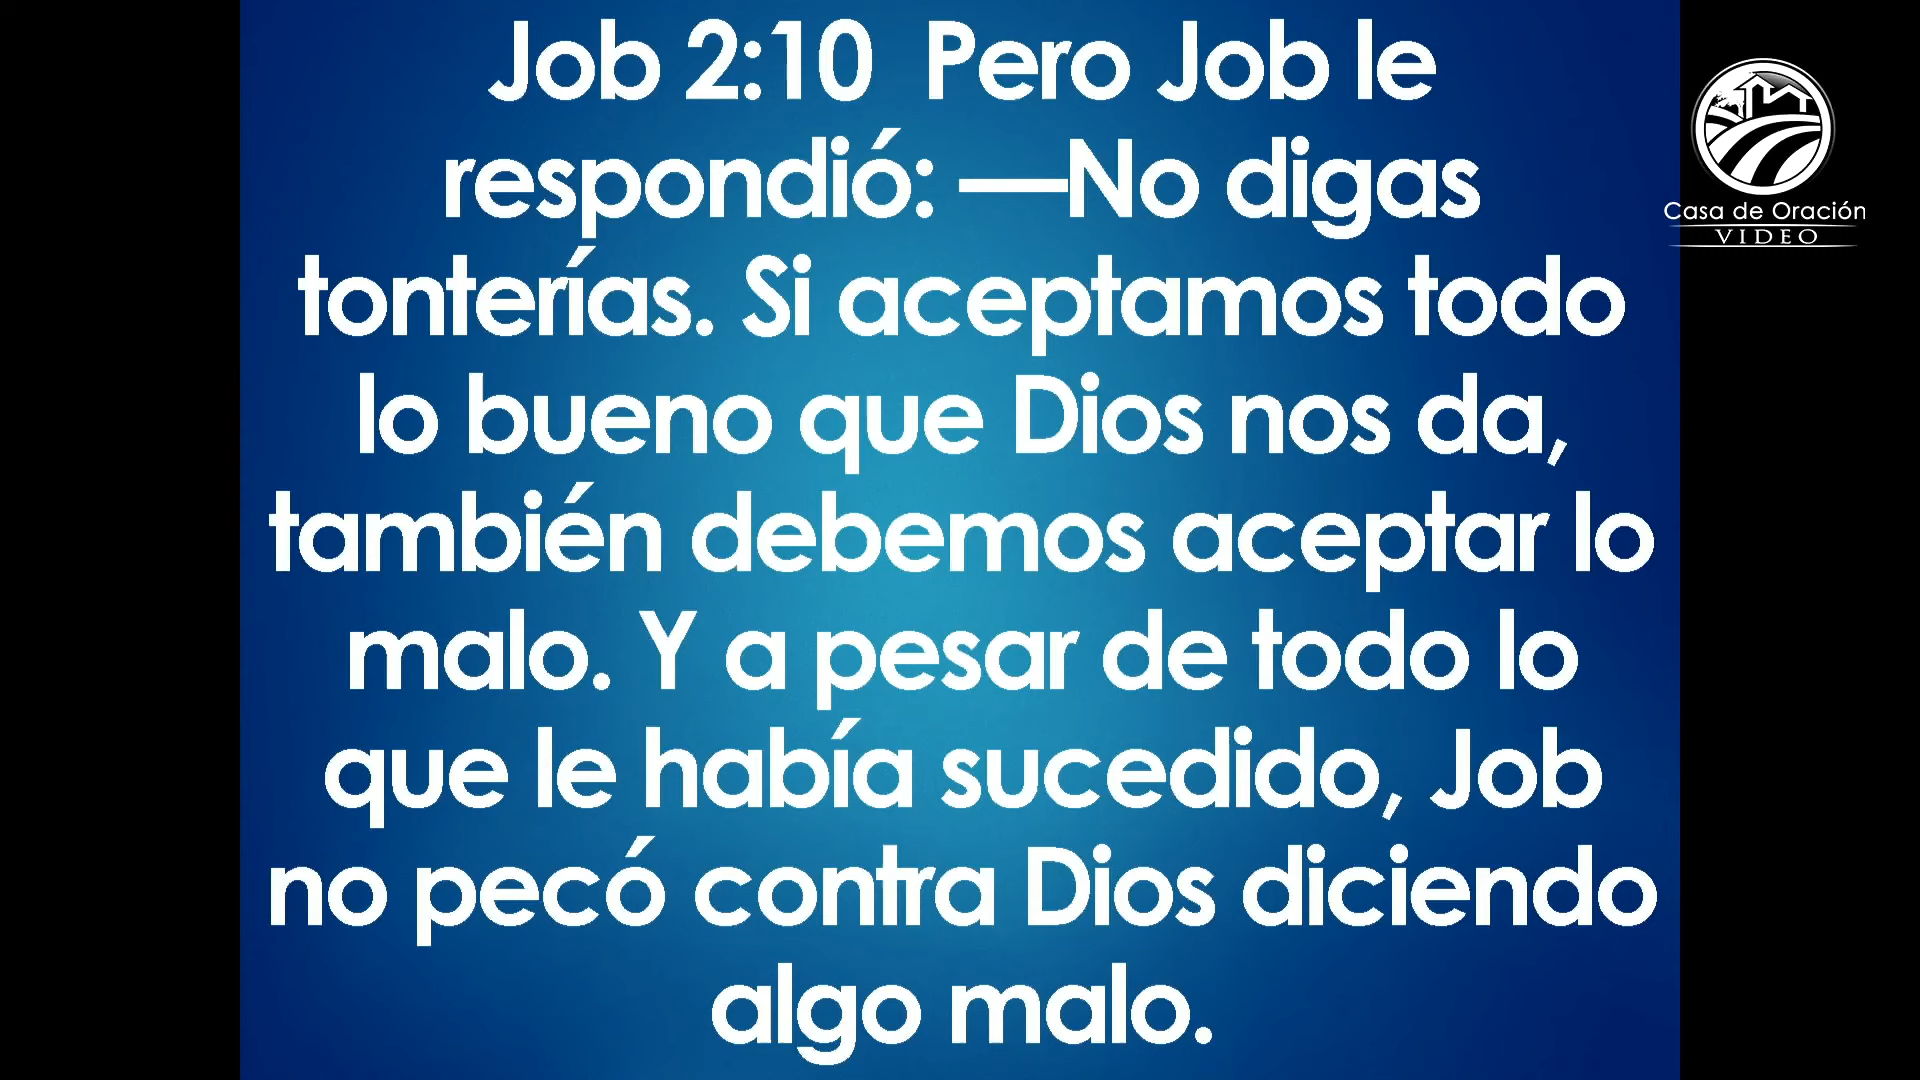 Job 2:10  Pero Job le
respondió: —No digas
tonterías. Si aceptamos todo
lo bueno que Dios nos da,
también debemos aceptar lo
malo. Y a pesar de todo lo
que le había sucedido, Job
no pecó contra Dios diciendo
algo malo.
Casa de Oración
VIDEO